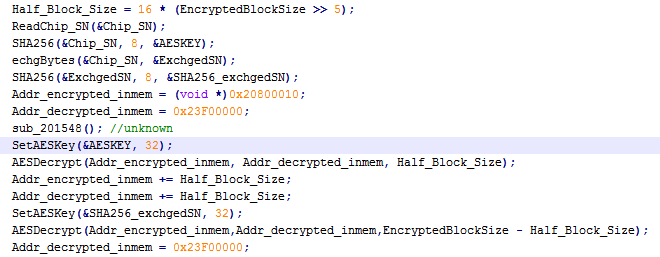 Half_Block_Size = 16 * (EncryptedBlockSize >> 5);
ReadChip_SN(&Chip_SN);
SHA256(&Chip_SN, 8, &AESKEY);
echgBytes(&Chip_SN, &ExchgedSN);
SHA256(&ExchgedSN, 8, &SHA256_exchgedSN);
Addr_encrypted_inmem = (void *)0x20800010;
Addr_decrypted_inmem = 0x23F00000;
sub_201548(); //unknown
SetAESKey(&AESKEY, 32);
AESDecrypt(Addr_encrypted_inmem, Addr_decrypted_inmem, Half_Block_Size);
Addr_encrypted_inmem += Half_Block_Size;
Addr_decrypted_inmem += Half_Block_Size;
SetAESKey(&SHA256_exchgedSN, 32);
AESDecrypt(Addr_encrypted_inmem,Addr_decrypted_inmem,EncryptedBlockSize - Half_Block_Size);
Addr_decrypted_inmem = 0x23F00000;